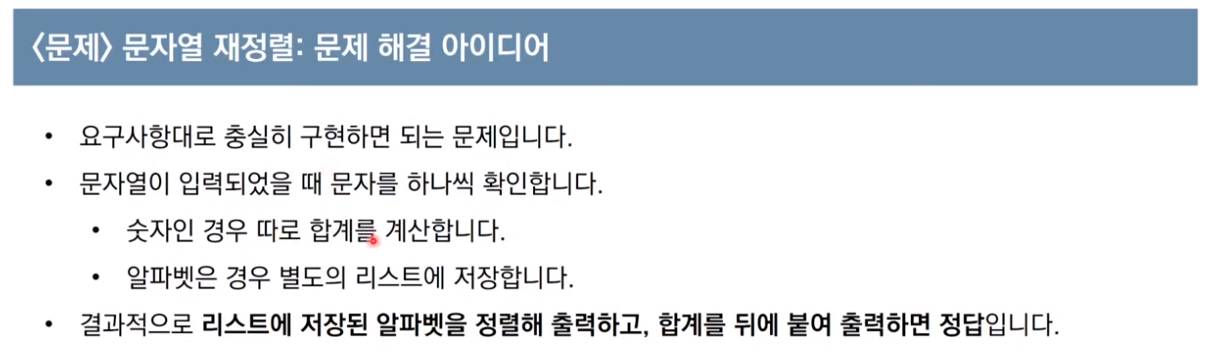 <문제> 문자열 재정렬: 문제 해결 아이디어
• 요구사항대로 충실히 구현하면 되는 문제입니다.
• 문자열이 입력되었을 때 문자를 하나씩 확인합니다.
• 숫자인 경우 따로 합계를 계산합니다.
• 알파벳은 경우 별도의 리스트에 저장합니다.
• 결과적으로 리스트에 저장된 알파벳을 정렬해 출력하고, 합계를 뒤에 붙여 출력하면 정답입니다.